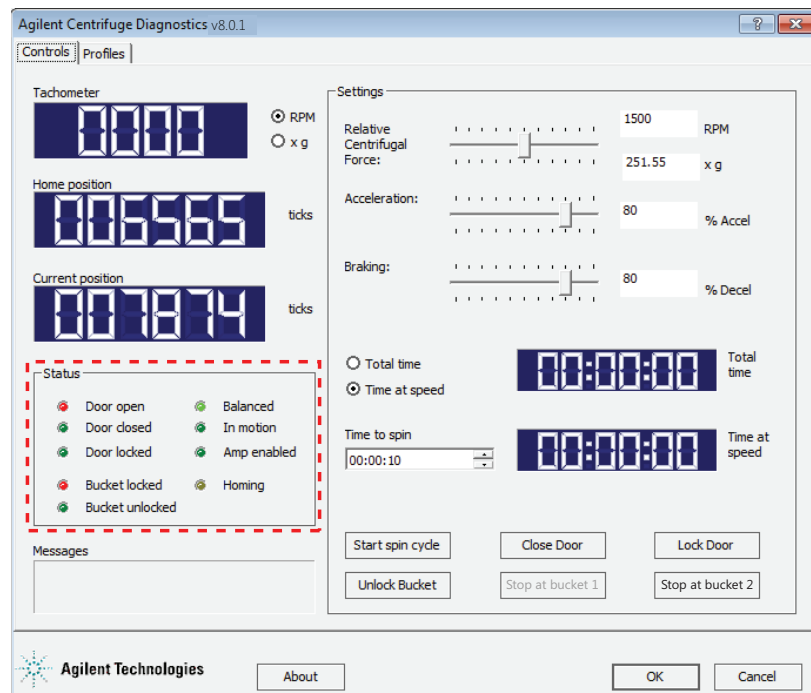 Agilent Centrifuge Diagnostics v8.0.1
Controls
Profiles
Tachometer
0000
RPM
x g
Home position
006565
ticks
Current position
001874
ticks
Status
Door open
Balanced
Door closed
In motion
Door locked
Amp enabled
Bucket locked
Homing
Bucket unlocked
Messages
Settings
Relative
Centrifugal
Force:
1500
RPM
251.55
x g
Acceleration:
80
% Accel
Braking:
80
% Decel
Total time
Time at speed
00:00:00
Total
time
Time to spin
00:00:10
00:00:00
Time at
speed
Start spin cycle
Close Door
Lock Door
Unlock Bucket
Stop at bucket 1
Stop at bucket 2
Agilent Technologies
About
OK
Cancel